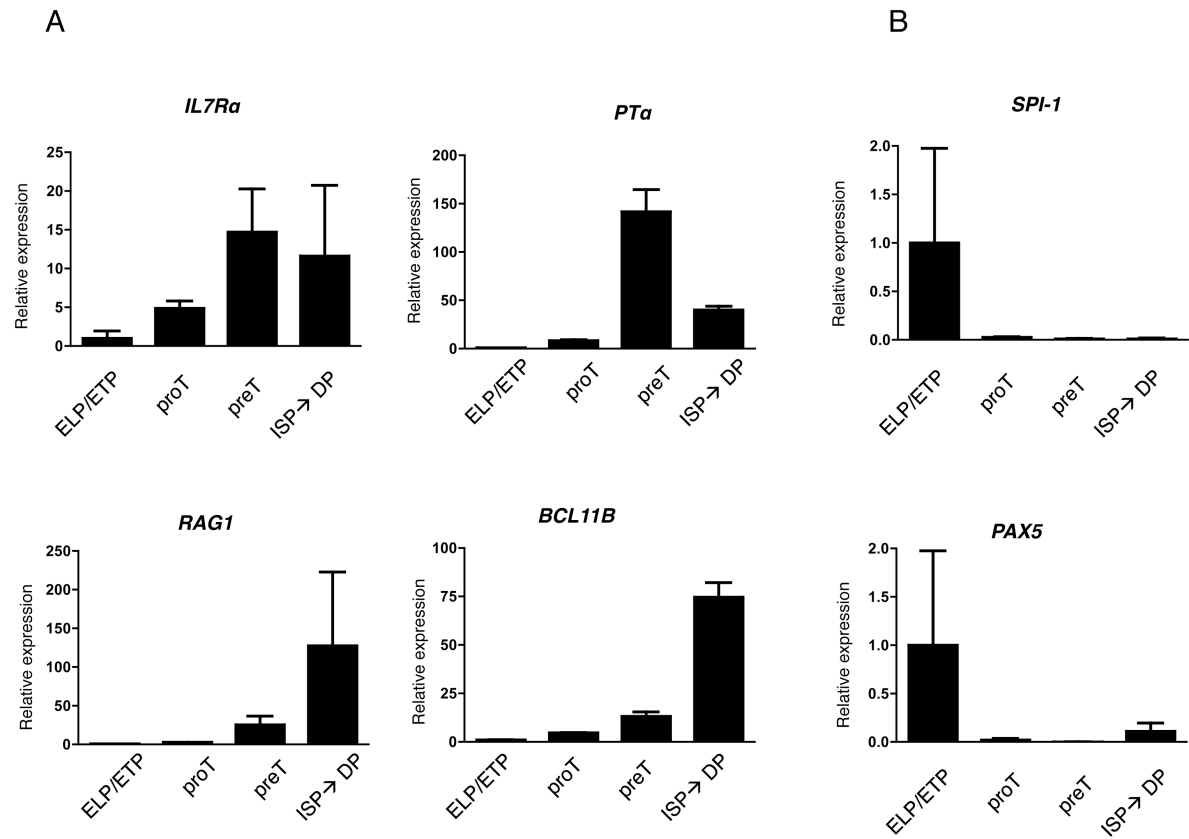 A
B
IL7Rα
Relative expression
25
20
15
10
5
0
ELP/ETP
proT
preT
ISP→ DP
PTα
Relative expression
200
150
100
50
0
ELP/ETP
proT
preT
ISP→ DP
SPI-1
Relative expression
2.0
1.5
1.0
0.5
0.0
ELP/ETP
proT
preT
ISP→ DP
RAG1
Relative expression
250
200
150
100
50
0
ELP/ETP
proT
preT
ISP→ DP
BCL11B
Relative expression
100
75
50
25
0
ELP/ETP
proT
preT
ISP→ DP
PAX5
Relative expression
2.0
1.5
1.0
0.5
0.0
ELP/ETP
proT
preT
ISP→ DP